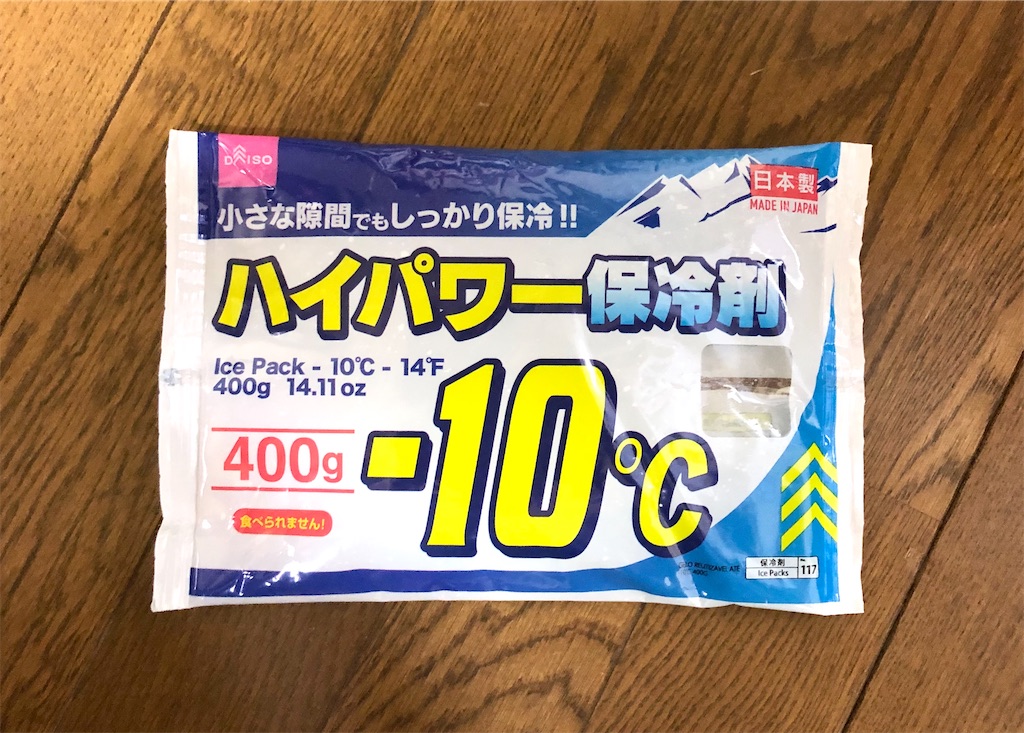 DAISO
日本製
MADE IN JAPAN
小さな隙間でもしっかり保冷!!
ハイパワー保冷剤
Ice Pack - 10℃ - 14℉
400g 14.11oz
-10℃
400g
食べられません!
保冷剤
Ice Packs
No. 117